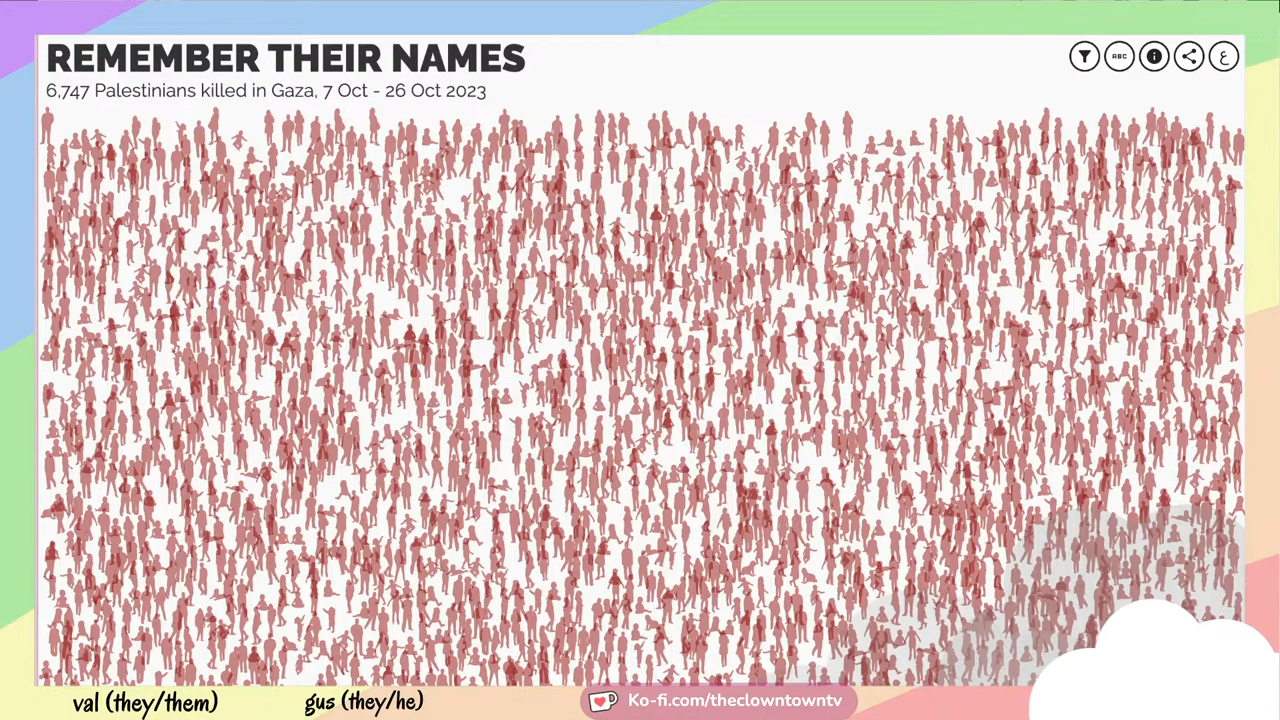 REMEMBER THEIR NAMES
ABC
ع
6,747 Palestinians killed in Gaza, 7 Oct - 26 Oct 2023
val (they/them)
gus (they/he)
Ko-fi.com/theclowntowntv